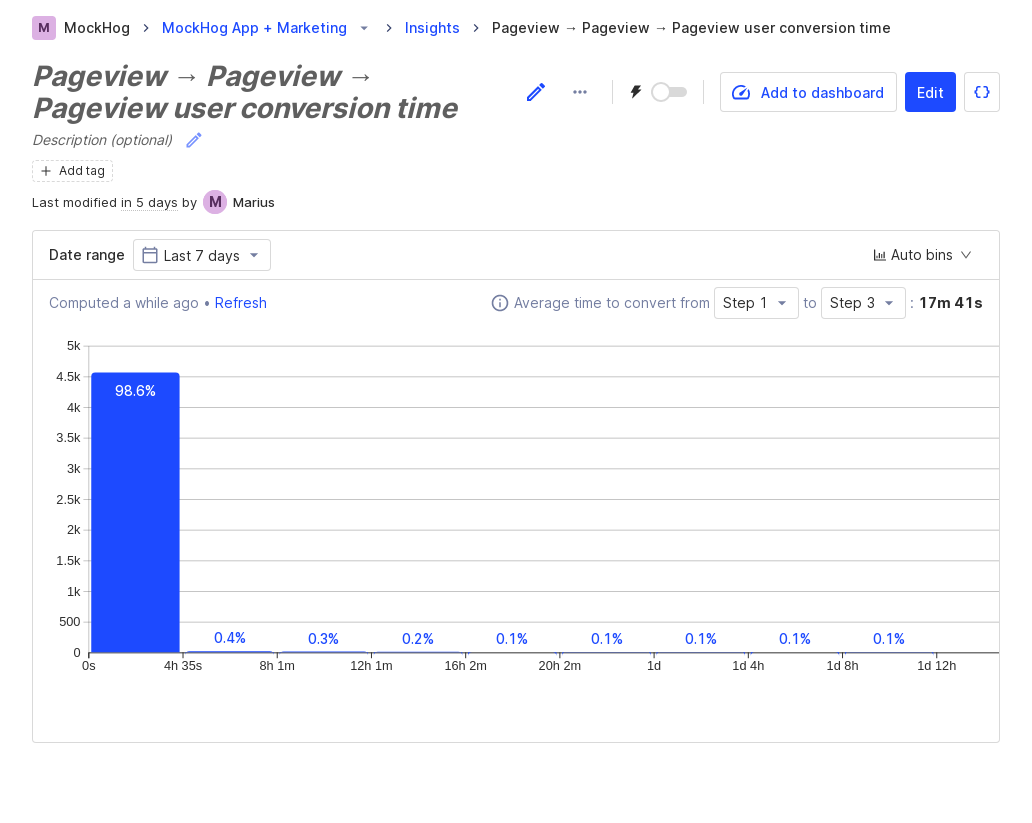 M MockHog MockHog App + Marketing Insights Pageview → Pageview → Pageview user conversion time
Pageview → Pageview →
Pageview user conversion time
Add to dashboard Edit
Description (optional)
Add tag
Last modified in 5 days by M Marius
Date range Last 7 days Auto bins
Computed a while ago • Refresh Average time to convert from Step 1 to Step 3 : 17m 41s
5k
4.5k
98.6%
4k
3.5k
3k
2.5k
2k
1.5k
1k
500
0.4% 0.3% 0.2% 0.1% 0.1% 0.1% 0.1% 0.1%
0
0s 4h 35s 8h 1m 12h 1m 16h 2m 20h 2m 1d 1d 4h 1d 8h 1d 12h